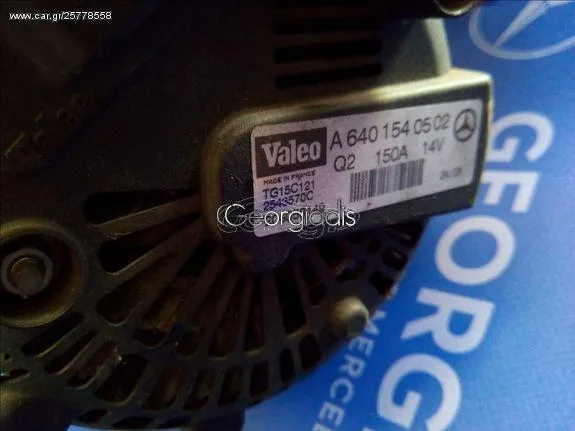 www.car.gr/25778558
Valeo
A 640 154 05 02
Q2 150A 14V
MADE IN FRANCE
TG15C121
2543570C
Georgiadis
GEORG
MERCED